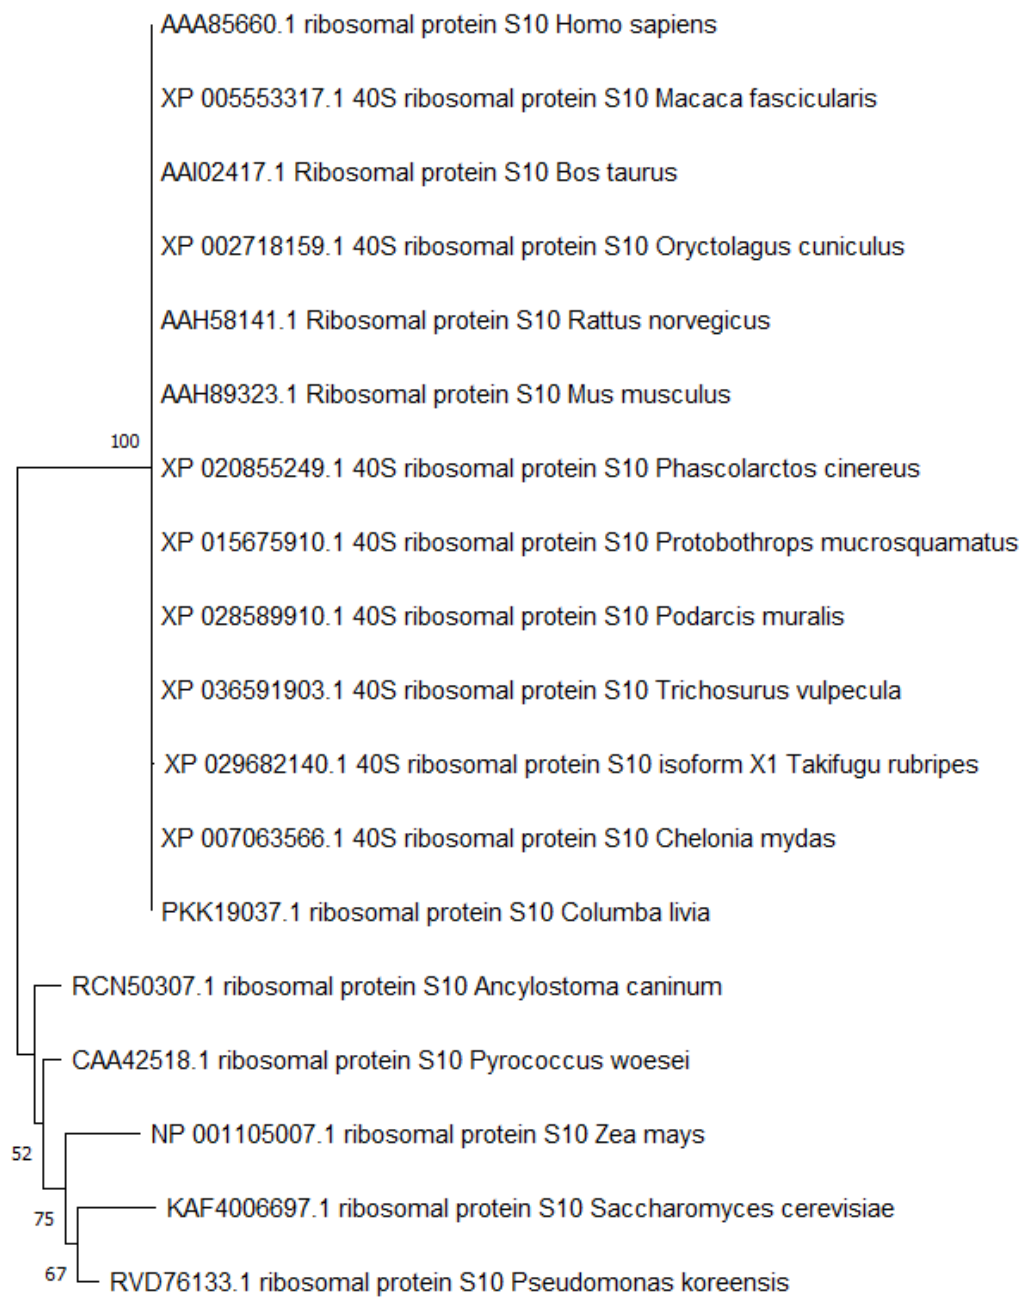 AAA85660.1 ribosomal protein S10 Homo sapiens
XP 005553317.1 40S ribosomal protein S10 Macaca fascicularis
AAI02417.1 Ribosomal protein S10 Bos taurus
XP 002718159.1 40S ribosomal protein S10 Oryctolagus cuniculus
AAH58141.1 Ribosomal protein S10 Rattus norvegicus
AAH89323.1 Ribosomal protein S10 Mus musculus
100
XP 020855249.1 40S ribosomal protein S10 Phascolarctos cinereus
XP 015675910.1 40S ribosomal protein S10 Protobothrops mucrosquamatus
XP 028589910.1 40S ribosomal protein S10 Podarcis muralis
XP 036591903.1 40S ribosomal protein S10 Trichosurus vulpecula
XP 029682140.1 40S ribosomal protein S10 isoform X1 Takifugu rubripes
XP 007063566.1 40S ribosomal protein S10 Chelonia mydas
PKK19037.1 ribosomal protein S10 Columba livia
RCN50307.1 ribosomal protein S10 Ancylostoma caninum
CAA42518.1 ribosomal protein S10 Pyrococcus woesei
NP 001105007.1 ribosomal protein S10 Zea mays
52
KAF4006697.1 ribosomal protein S10 Saccharomyces cerevisiae
75
67
RVD76133.1 ribosomal protein S10 Pseudomonas koreensis